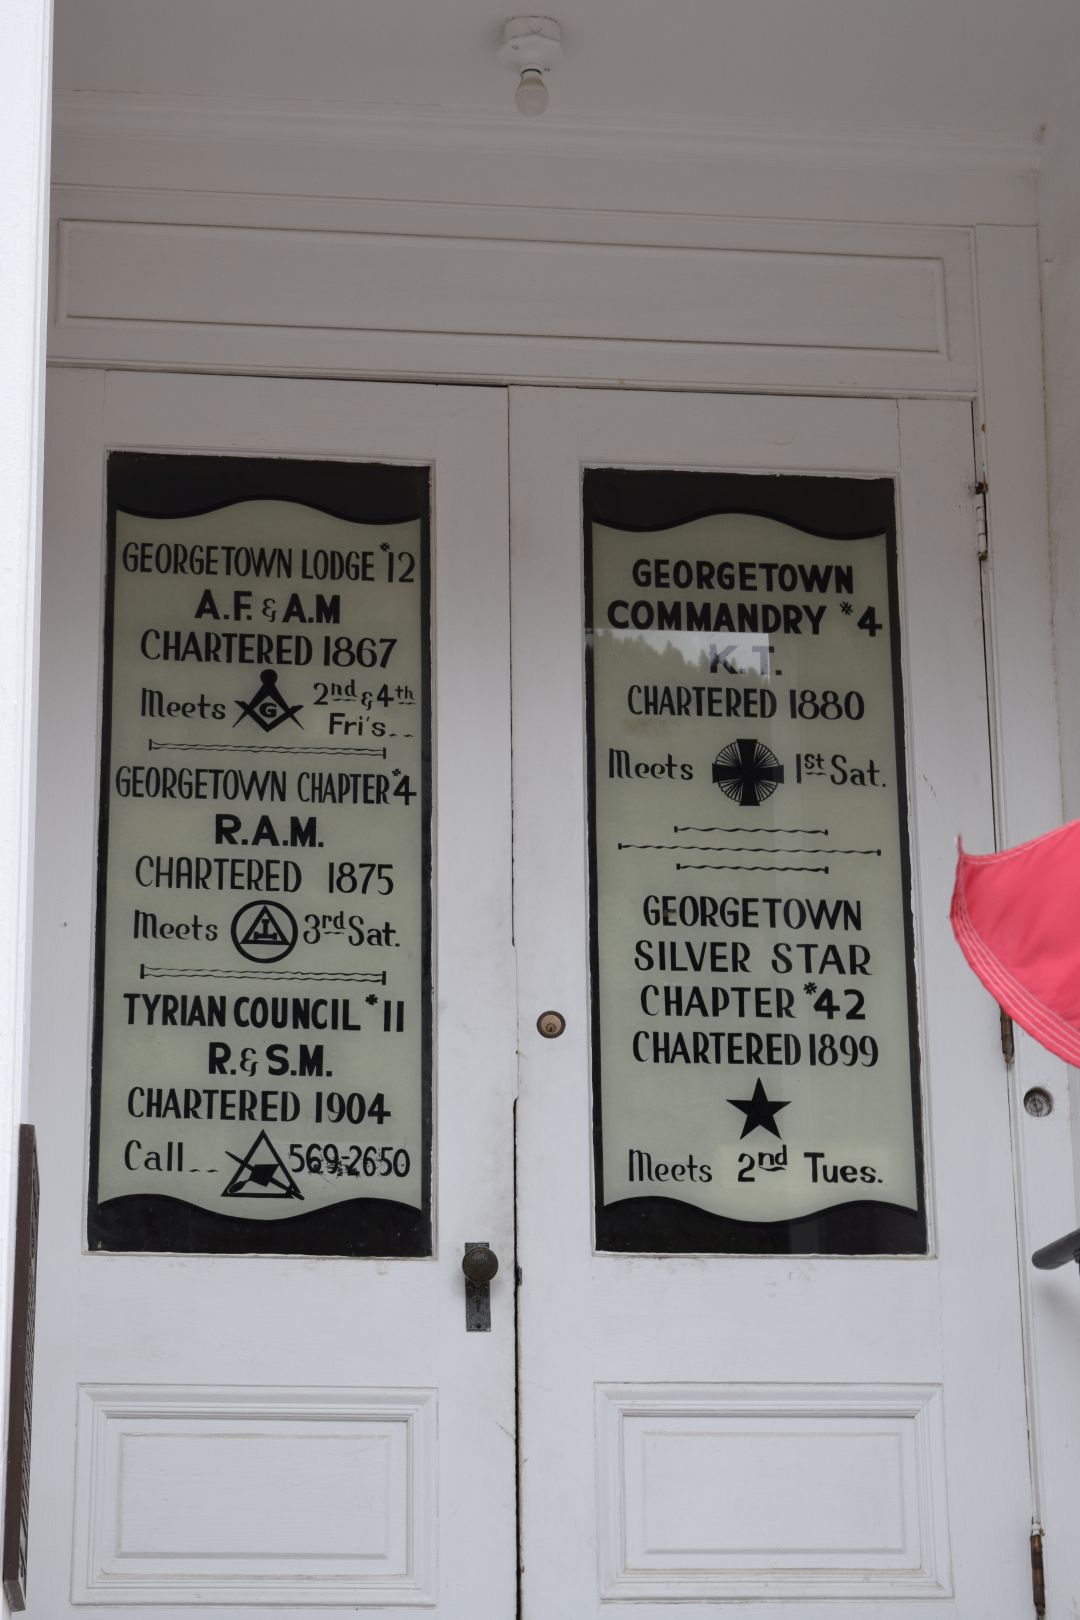 GEORGETOWN LODGE #12
A.F. & A.M
CHARTERED 1867
Meets G 2nd & 4th
Fri's
GEORGETOWN CHAPTER #4
R.A.M.
CHARTERED 1875
Meets 3rd Sat.
TYRIAN COUNCIL #11
R. & S.M.
CHARTERED 1904
Call 569-2650
GEORGETOWN
COMMANDRY #4
K.T.
CHARTERED 1880
Meets 1st Sat.
GEORGETOWN
SILVER STAR
CHAPTER #42
CHARTERED 1899
Meets 2nd Tues.